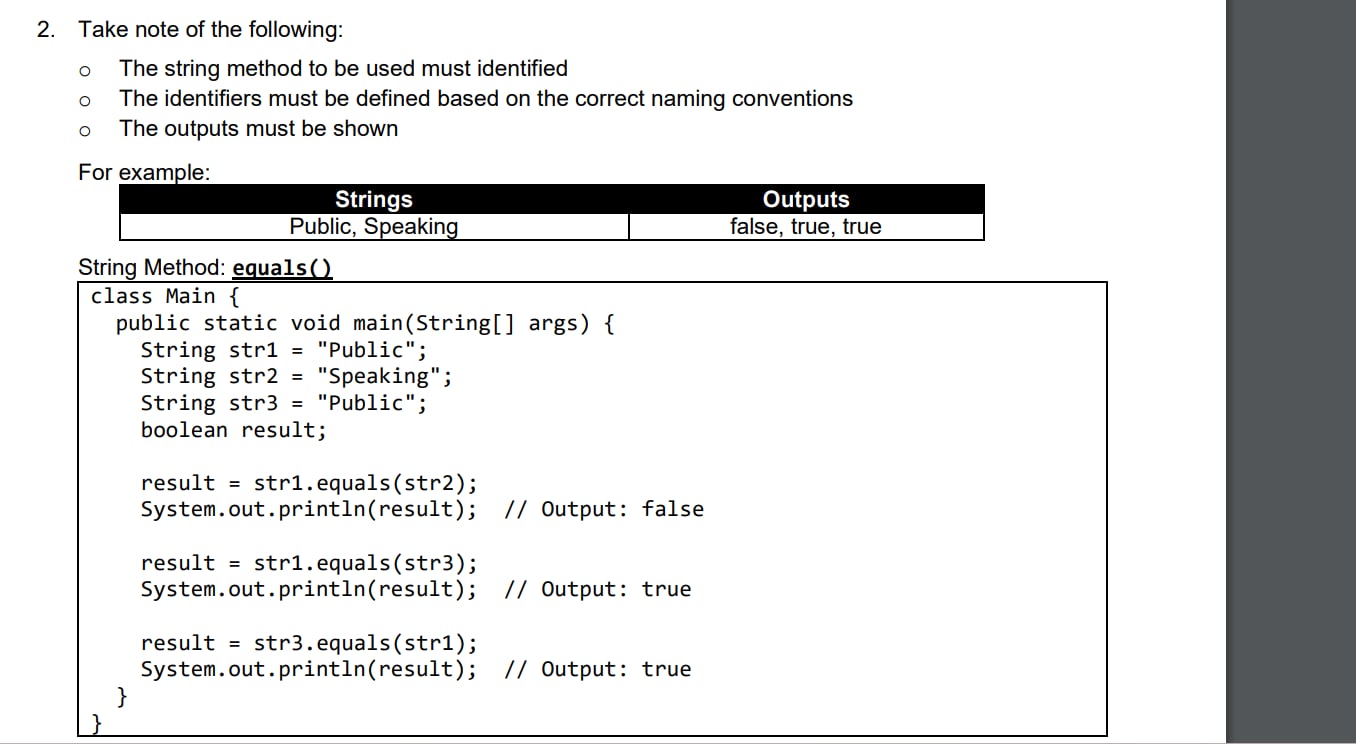 2. Take note of the following:
o The string method to be used must identified
o The identifiers must be defined based on the correct naming conventions
o The outputs must be shown
For example:
Strings Outputs
Public, Speaking false, true, true
String Method: equals()
class Main {
  public static void main(String[] args) {
    String str1 = "Public";
    String str2 = "Speaking";
    String str3 = "Public";
    boolean result;
    result = str1.equals(str2);
    System.out.println(result);  // Output: false
    result = str1.equals(str3);
    System.out.println(result);  // Output: true
    result = str3.equals(str1);
    System.out.println(result);  // Output: true
  }
}